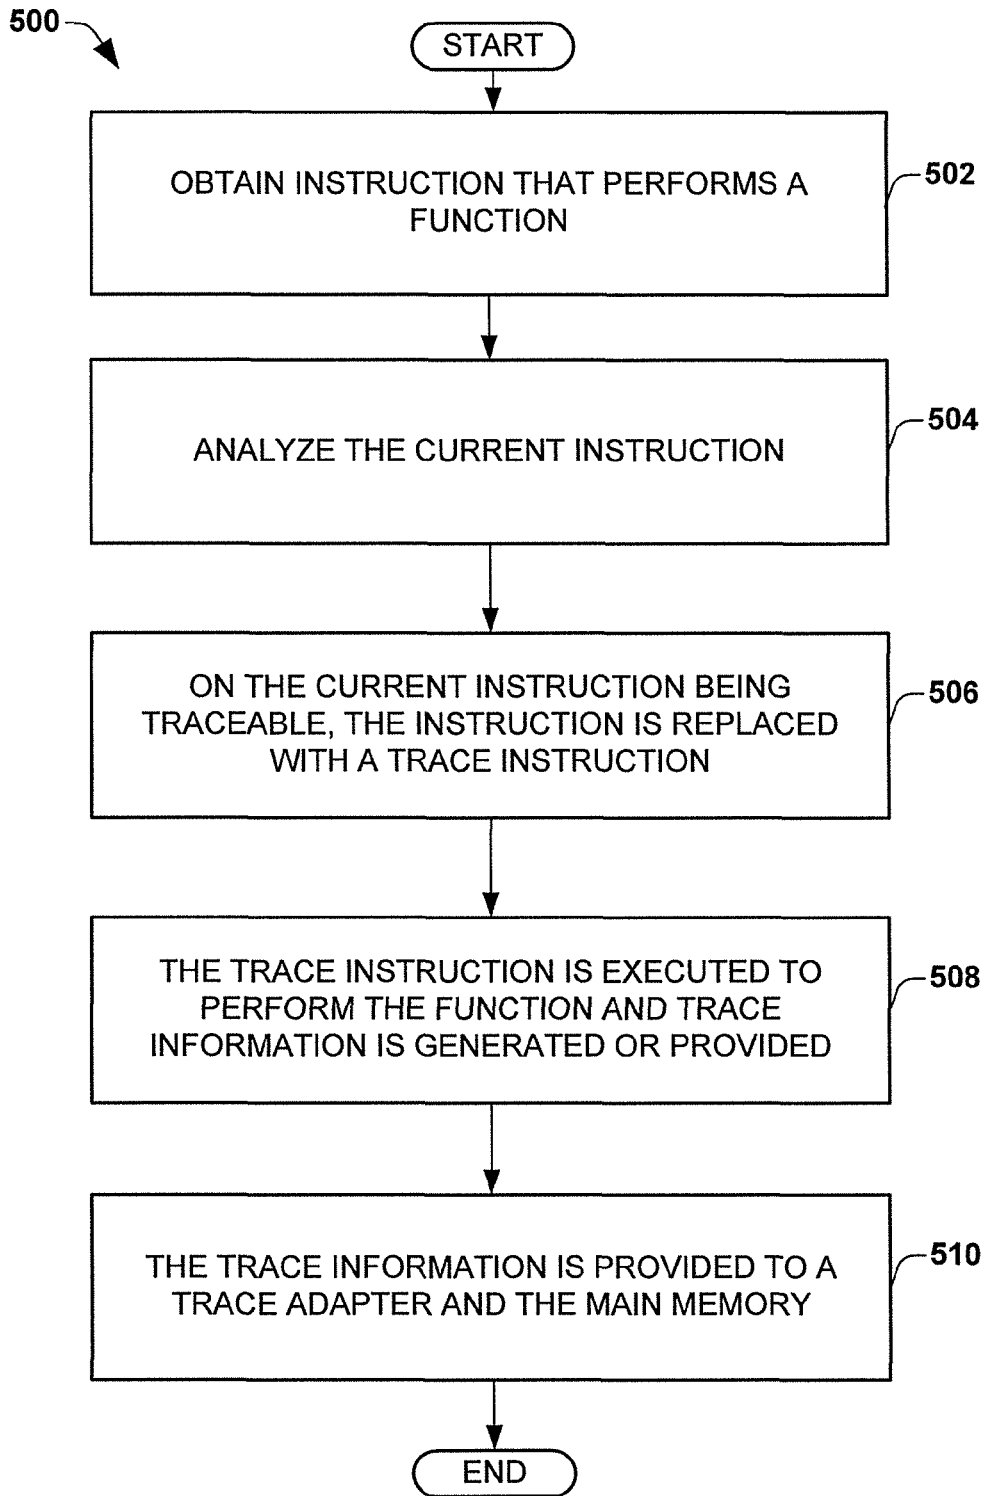 500
START
OBTAIN INSTRUCTION THAT PERFORMS A
FUNCTION
502
ANALYZE THE CURRENT INSTRUCTION
504
ON THE CURRENT INSTRUCTION BEING
TRACEABLE, THE INSTRUCTION IS REPLACED
WITH A TRACE INSTRUCTION
506
THE TRACE INSTRUCTION IS EXECUTED TO
PERFORM THE FUNCTION AND TRACE
INFORMATION IS GENERATED OR PROVIDED
508
THE TRACE INFORMATION IS PROVIDED TO A
TRACE ADAPTER AND THE MAIN MEMORY
510
END